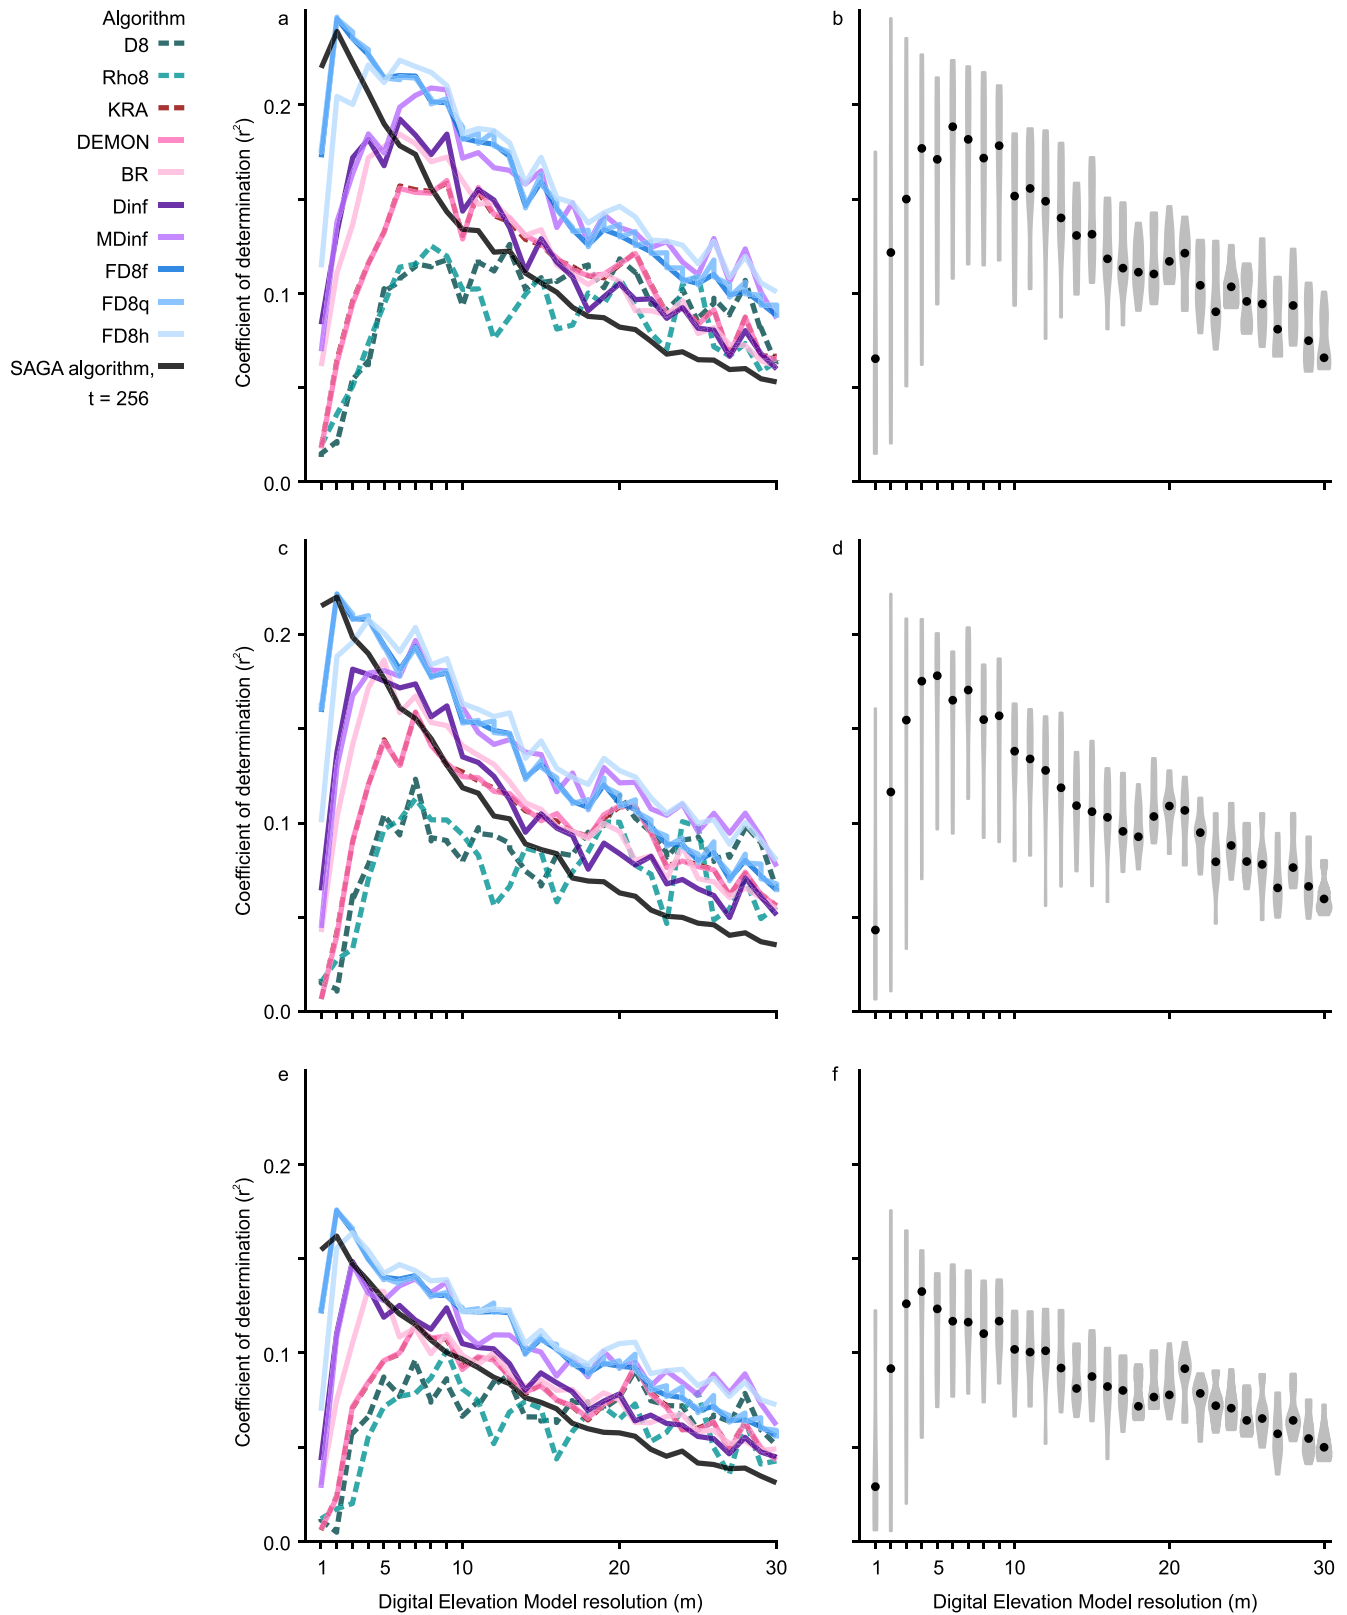 Algorithm
D8
Rho8
KRA
DEMON
BR
Dinf
MDinf
FD8f
FD8q
FD8h
SAGA algorithm,
t = 256
a
0.2
0.1
0.0
Coefficient of determination (r²)
b
c
0.2
0.1
0.0
Coefficient of determination (r²)
d
e
0.2
0.1
0.0
Coefficient of determination (r²)
1 5 10 20 30
Digital Elevation Model resolution (m)
f
1 5 10 20 30
Digital Elevation Model resolution (m)